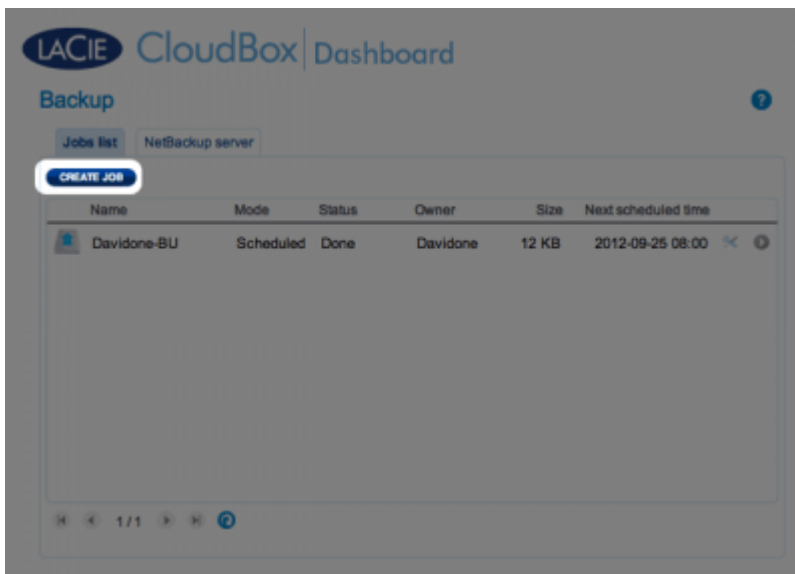 LACIE CloudBox Dashboard
Backup
?
Jobs list NetBackup server
CREATE JOB
Name Mode Status Owner Size Next scheduled time
Davidone-BU Scheduled Done Davidone 12 KB 2012-09-25 08:00
1/1